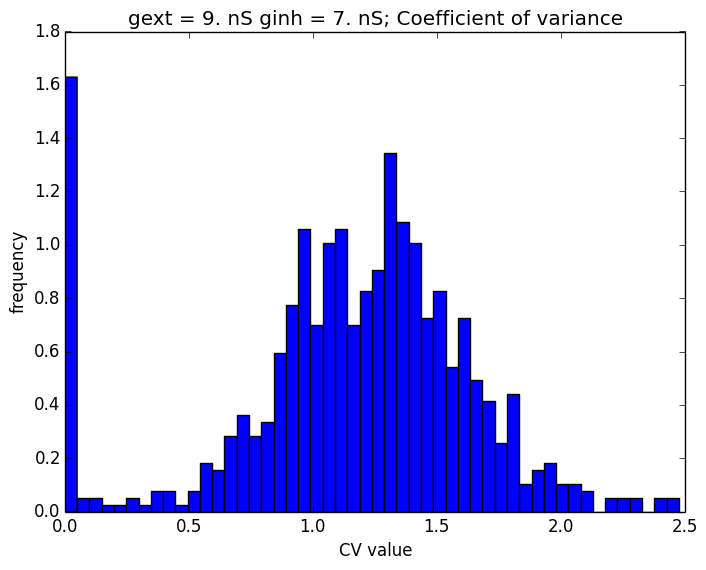 gext = 9. nS ginh = 7. nS; Coefficient of variance
1.8
1.6
1.4
1.2
1.0
0.8
0.6
0.4
0.2
0.0
frequency
0.0 0.5 1.0 1.5 2.0 2.5
CV value